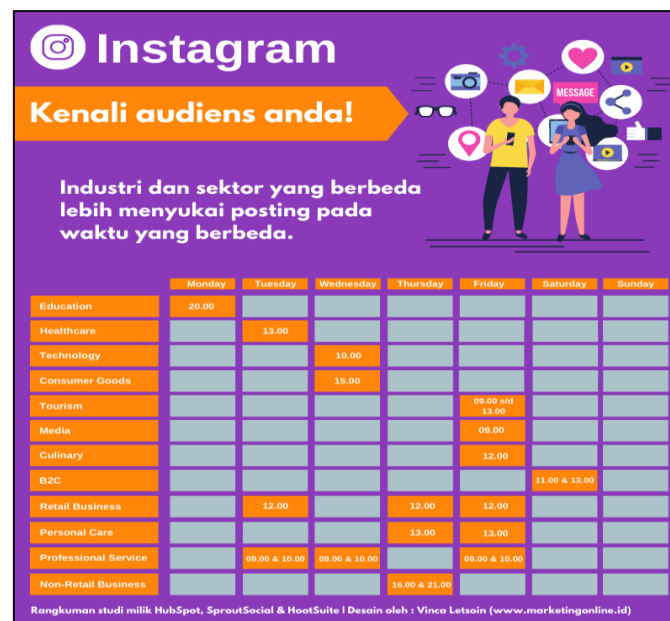 Instagram
Kenali audiens anda!
MESSAGE
Industri dan sektor yang berbeda
lebih menyukai posting pada
waktu yang berbeda.
Monday Tuesday Wednesday Thursday Friday Saturday Sunday
Education 20.00
Healthcare 13.00
Technology 10.00
Consumer Goods 15.00
Tourism 09.00 s/d 13.00
Media 09.00
Culinary 12.00
B2C 11.00 & 13.00
Retail Business 12.00 12.00 12.00
Personal Care 13.00 13.00
Professional Service 09.00 & 10.00 09.00 & 10.00 09.00 & 10.00
Non-Retail Business 16.00 & 21.00
Rangkuman studi milik HubSpot, SproutSocial & HootSuite | Desain oleh : Vinca Letsoin (www.marketingonline.id)